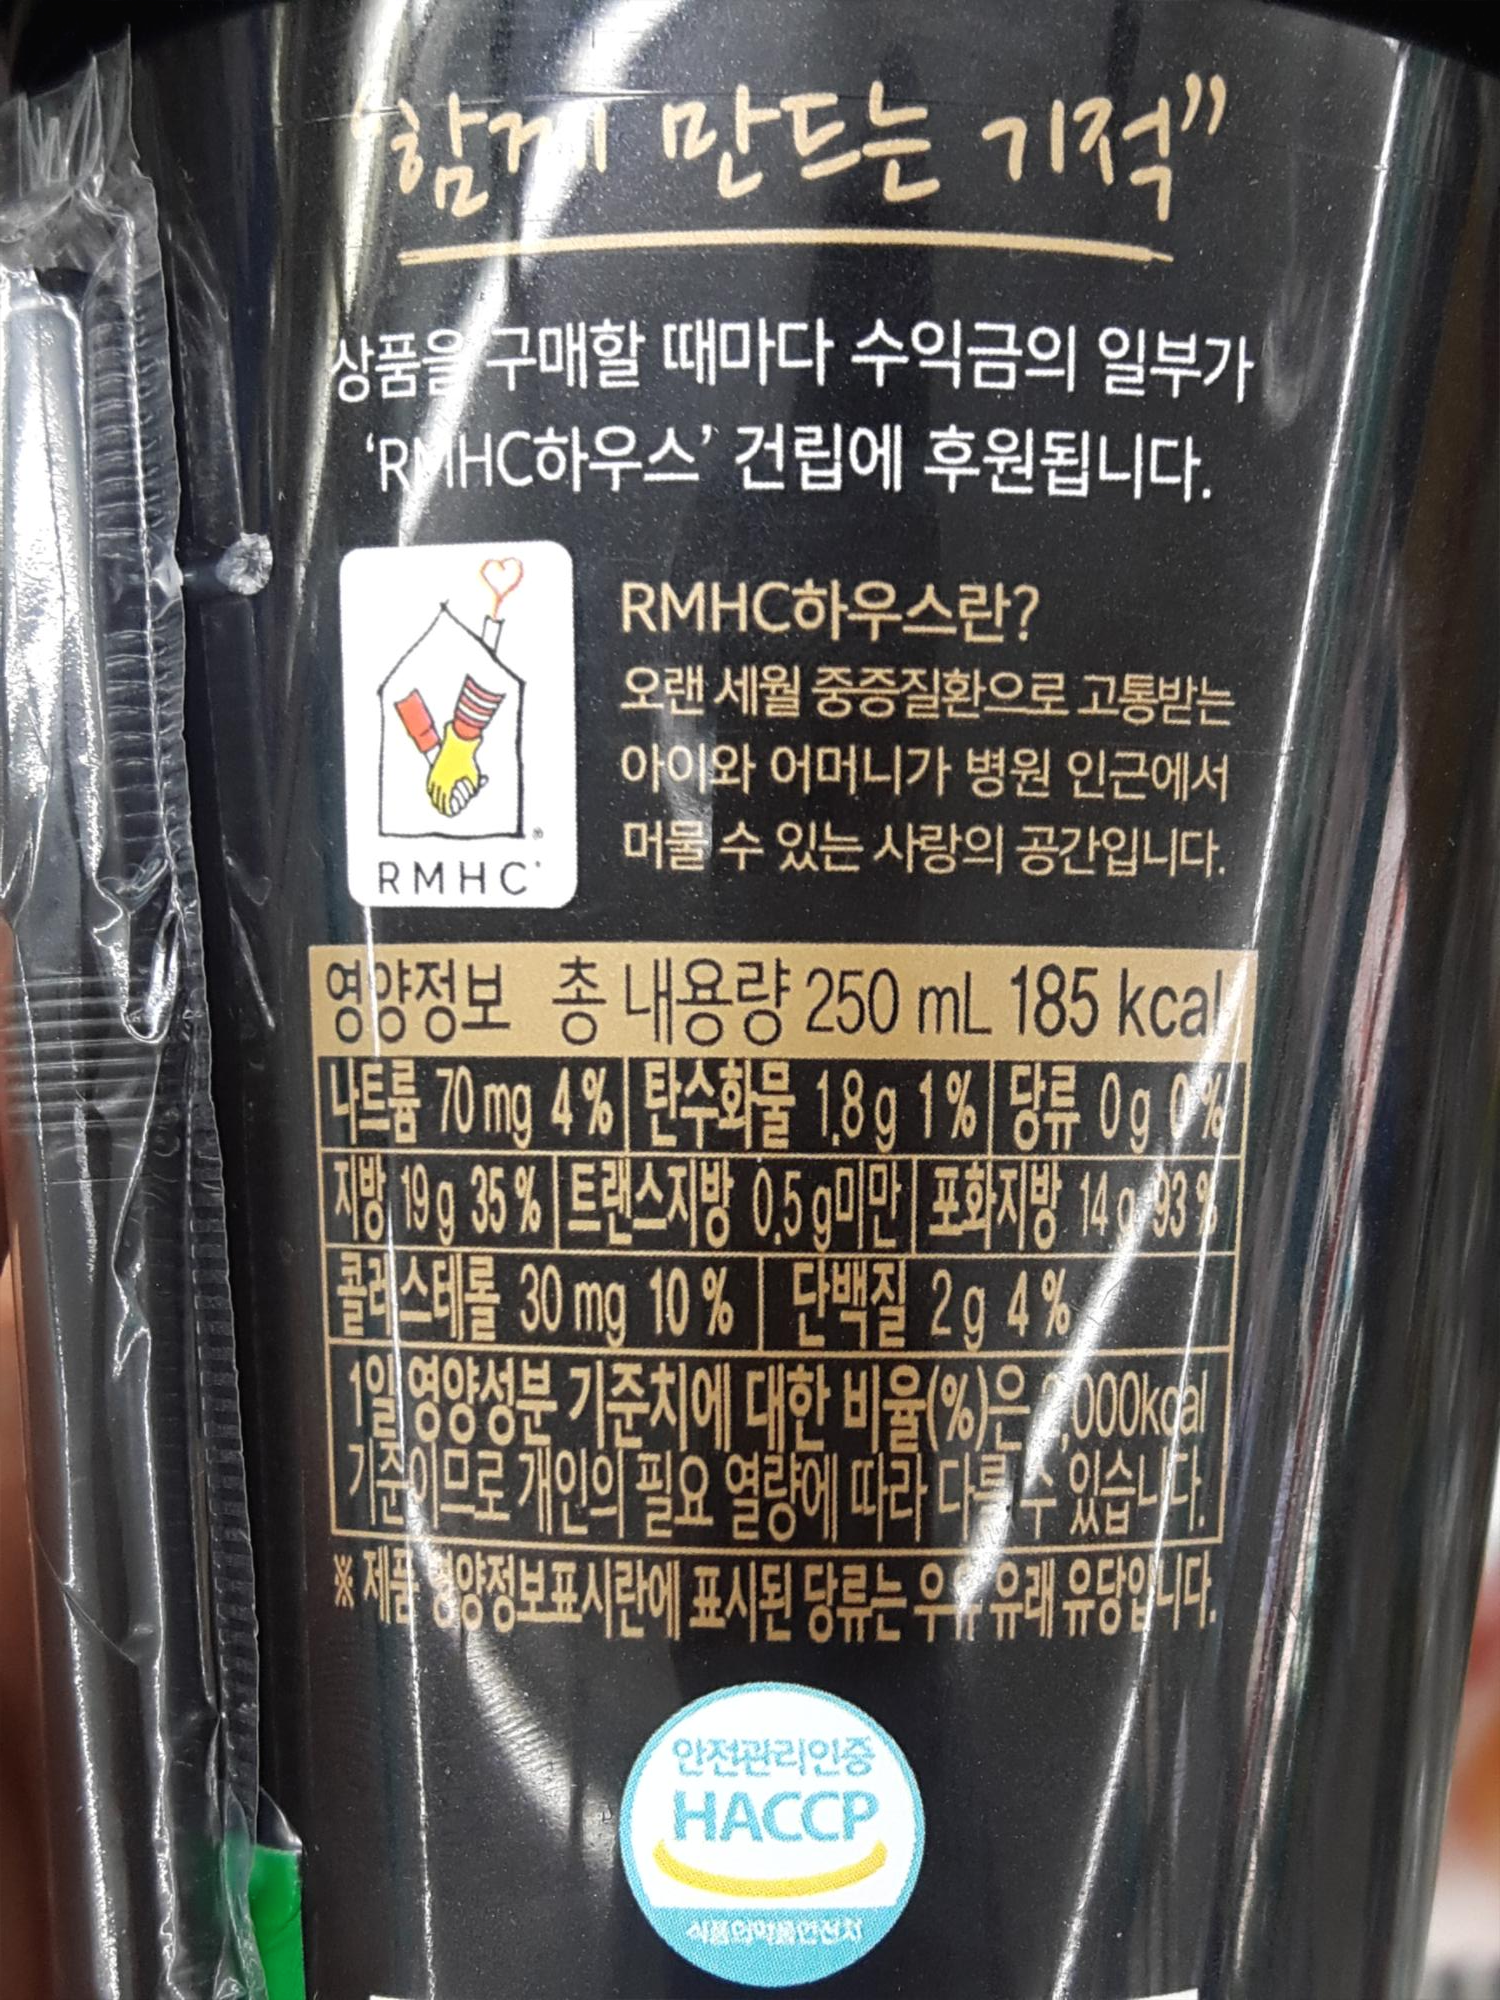 “함께 만드는 기적”
상품을 구매할 때마다 수익금의 일부가
‘RMHC하우스’ 건립에 후원됩니다.
RMHC하우스란?
오랜 세월 중증질환으로 고통받는
아이와 어머니가 병원 인근에서
머물 수 있는 사랑의 공간입니다.
RMHC®
영양정보 총 내용량 250 mL 185 kcal
나트륨 70 mg 4 % 탄수화물 1.8 g 1 % 당류 0 g 0 %
지방 19 g 35 % 트랜스지방 0.5 g미만 포화지방 14 g 93 %
콜레스테롤 30 mg 10 % 단백질 2 g 4 %
1일 영양성분 기준치에 대한 비율(%)은 2,000kcal
기준이므로 개인의 필요 열량에 따라 다를 수 있습니다.
※ 제품 영양정보표시란에 표시된 당류는 우유 유래 유당입니다.
안전관리인증
HACCP
식품의약품안전처